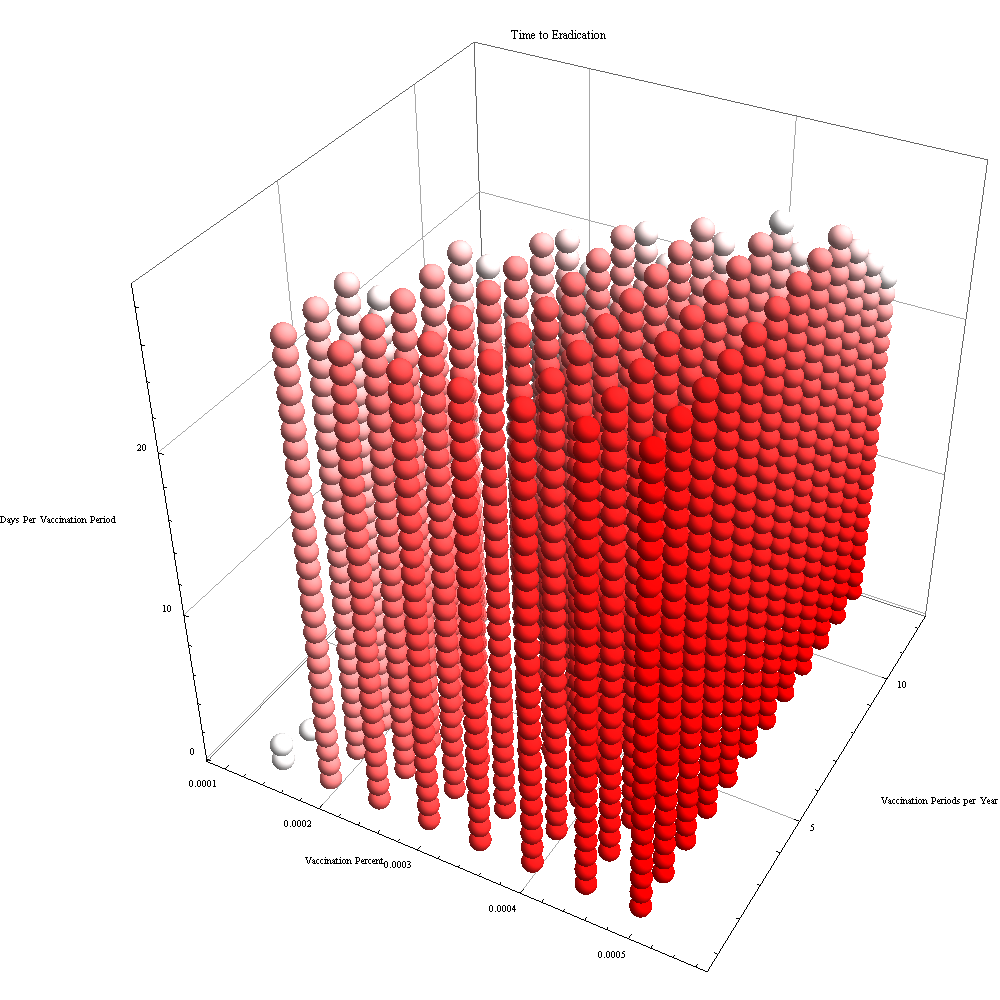 Time to Eradication
20
Days Per Vaccination Period
10
0
0.0001
10
Vaccination Periods per Year
0.0002
5
Vaccination Percent
0.0003
0.0004
0.0005